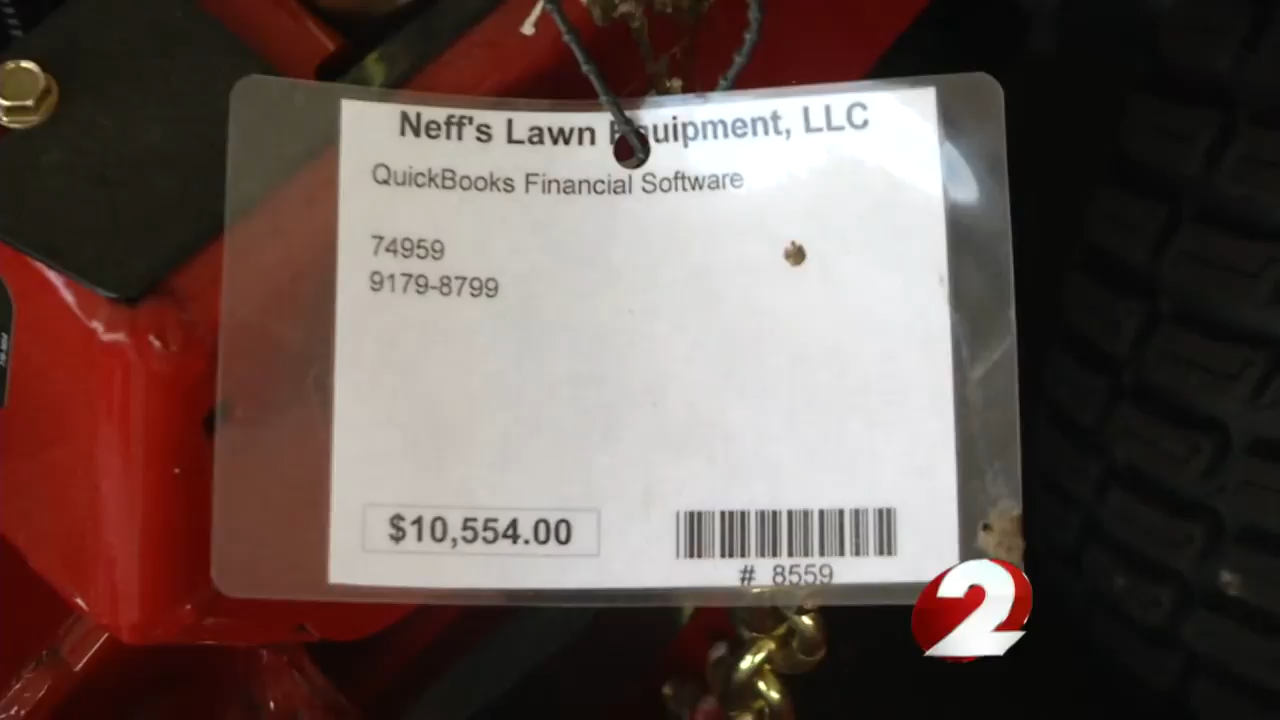 Neff's Lawn Equipment, LLC
QuickBooks Financial Software
74959
9179-8799
$10,554.00
# 8559
2